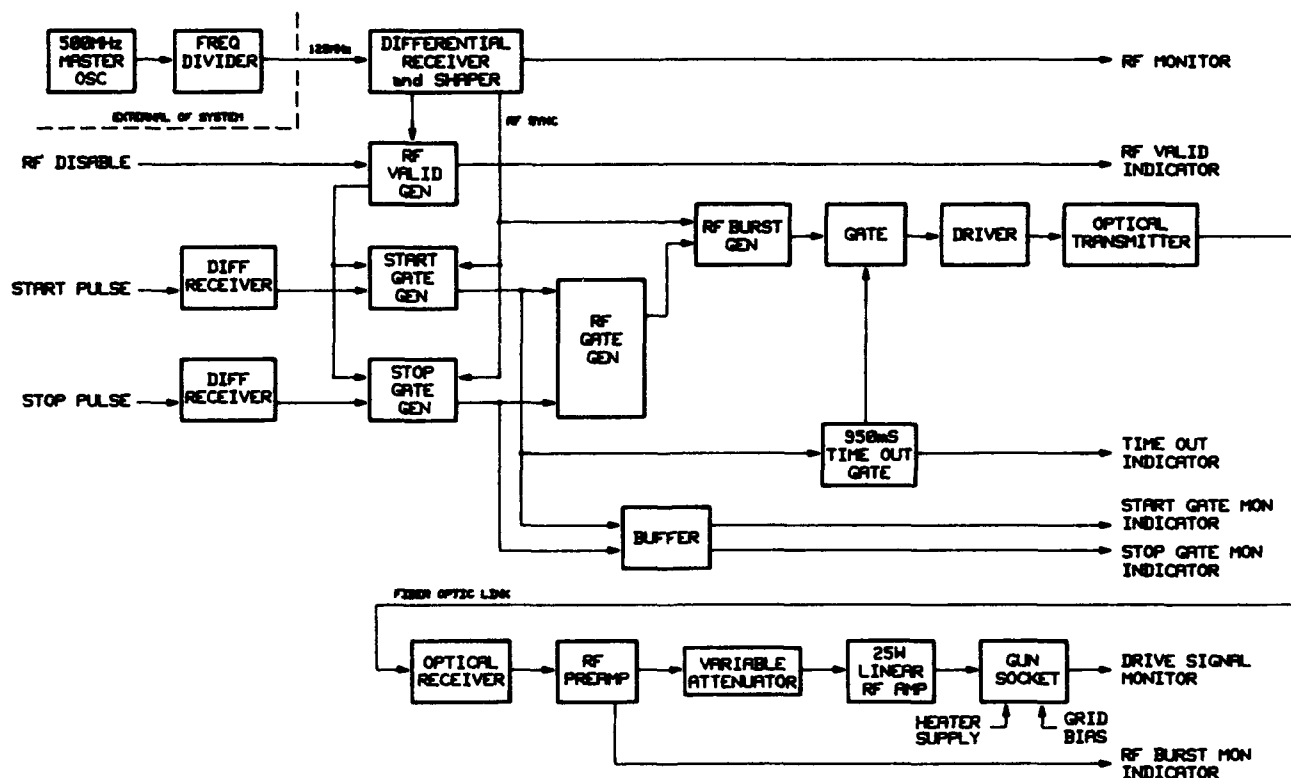 500MHz
MASTER
OSC
FREQ
DIVIDER
125MHz
DIFFERENTIAL
RECEIVER
and SHAPER
RF MONITOR
EXTERNAL OF SYSTEM
RF SYNC
RF DISABLE
RF
VALID
GEN
RF VALID
INDICATOR
RF BURST
GEN
GATE
DRIVER
OPTICAL
TRANSMITTER
START PULSE
DIFF
RECEIVER
START
GATE
GEN
RF
GATE
GEN
STOP PULSE
DIFF
RECEIVER
STOP
GATE
GEN
950mS
TIME OUT
GATE
TIME OUT
INDICATOR
BUFFER
START GATE MON
INDICATOR
STOP GATE MON
INDICATOR
FIBER OPTIC LINK
OPTICAL
RECEIVER
RF
PREAMP
VARIABLE
ATTENUATOR
25W
LINEAR
RF AMP
GUN
SOCKET
DRIVE SIGNAL
MONITOR
HEATER
SUPPLY
GRID
BIAS
RF BURST MON
INDICATOR